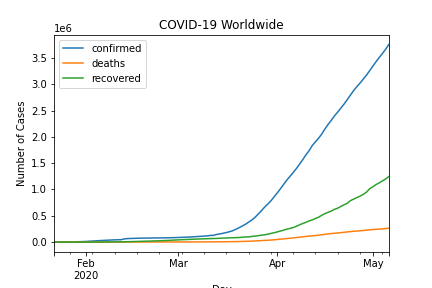 COVID-19 Worldwide
1e6
confirmed
deaths
recovered
3.5
3.0
2.5
2.0
1.5
1.0
0.5
0.0
Number of Cases
Feb
2020
Mar
Apr
May